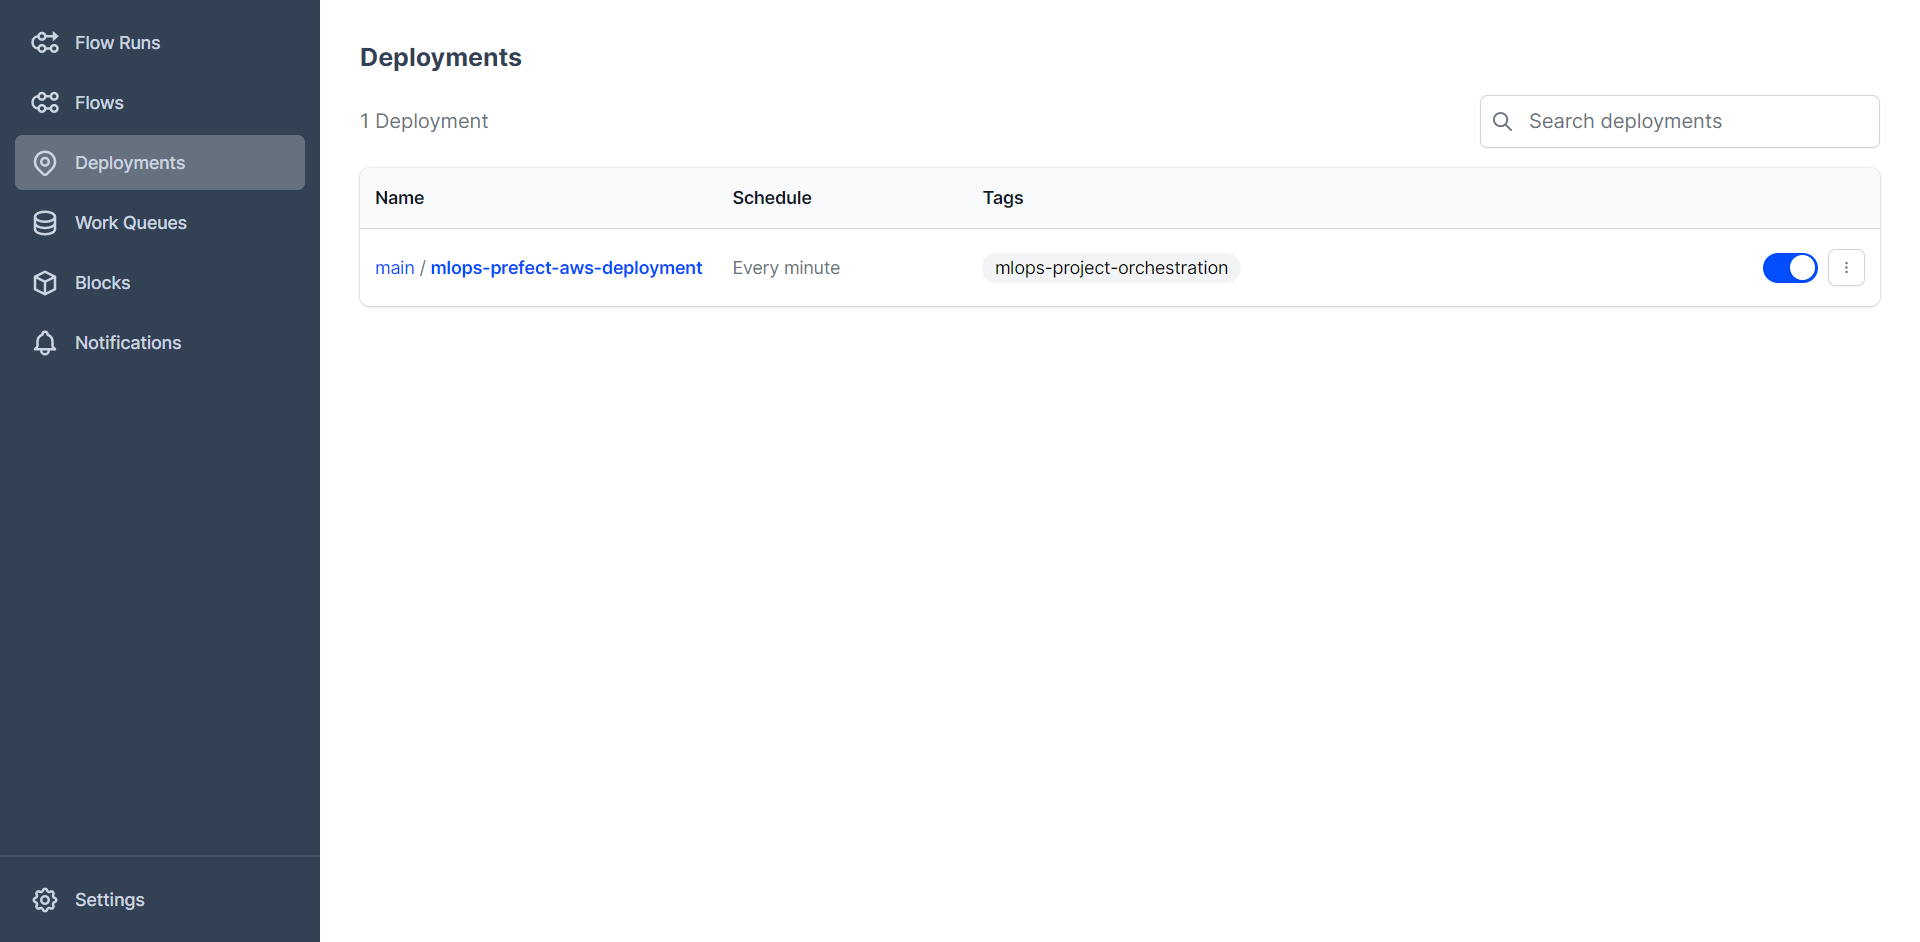 Flow Runs
Flows
Deployments
Work Queues
Blocks
Notifications
Settings
Deployments
1 Deployment
Search deployments
Name Schedule Tags
main / mlops-prefect-aws-deployment Every minute mlops-project-orchestration